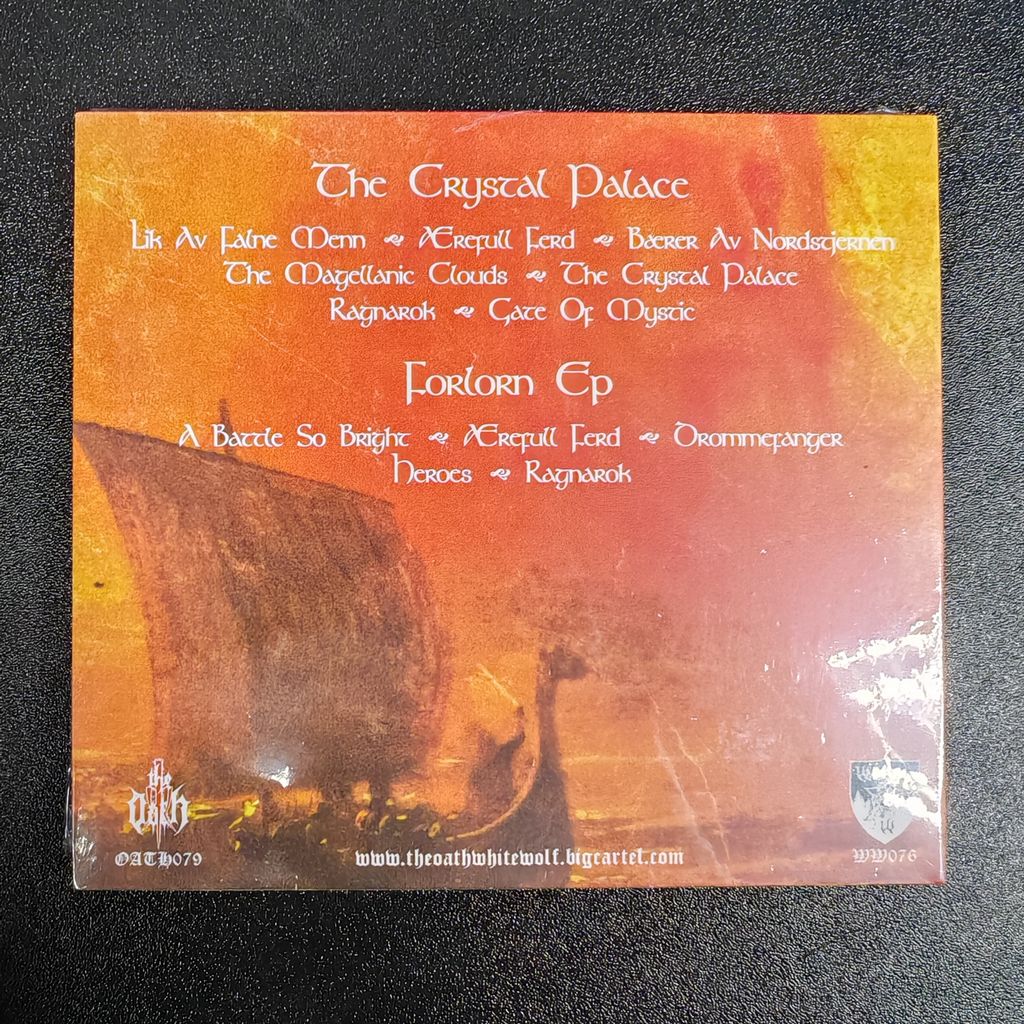 The Crystal Palace
Lik Av Falne Menn ~ Ærefull Ferd ~ Bærer Av Nordstjernen
The Magellanic Clouds ~ The Crystal Palace
Ragnarok ~ Gate Of Mystic
Forlorn Ep
A Battle So Bright ~ Ærefull Ferd ~ Drommefanger
Heroes ~ Ragnarok
the
Oath
OATH079
www.theoathwhitewolf.bigcartel.com
WW076